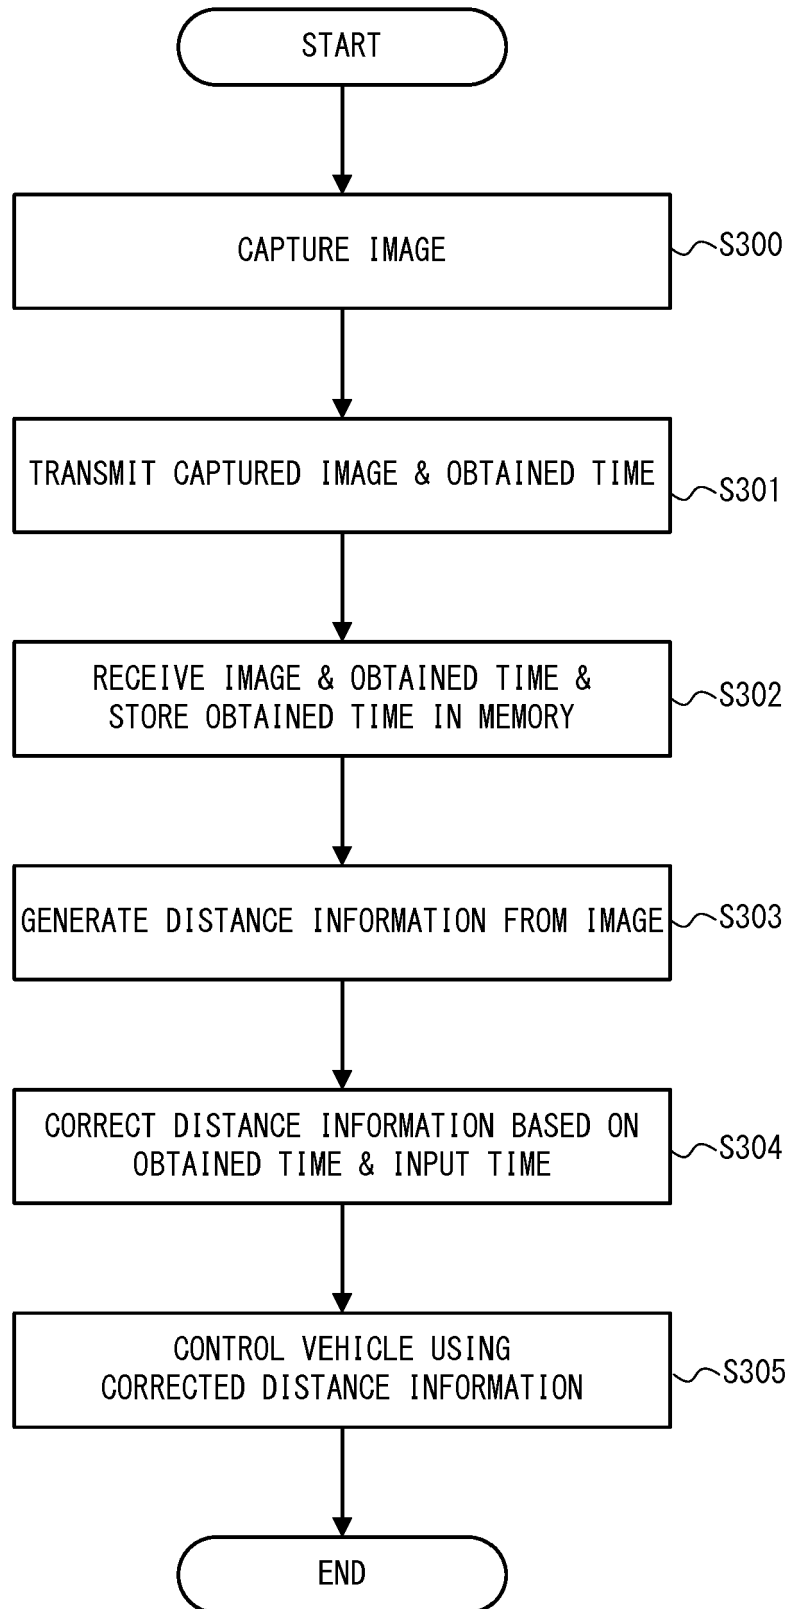 START
CAPTURE IMAGE
S300
TRANSMIT CAPTURED IMAGE & OBTAINED TIME
S301
RECEIVE IMAGE & OBTAINED TIME &
STORE OBTAINED TIME IN MEMORY
S302
GENERATE DISTANCE INFORMATION FROM IMAGE
S303
CORRECT DISTANCE INFORMATION BASED ON
OBTAINED TIME & INPUT TIME
S304
CONTROL VEHICLE USING
CORRECTED DISTANCE INFORMATION
S305
END